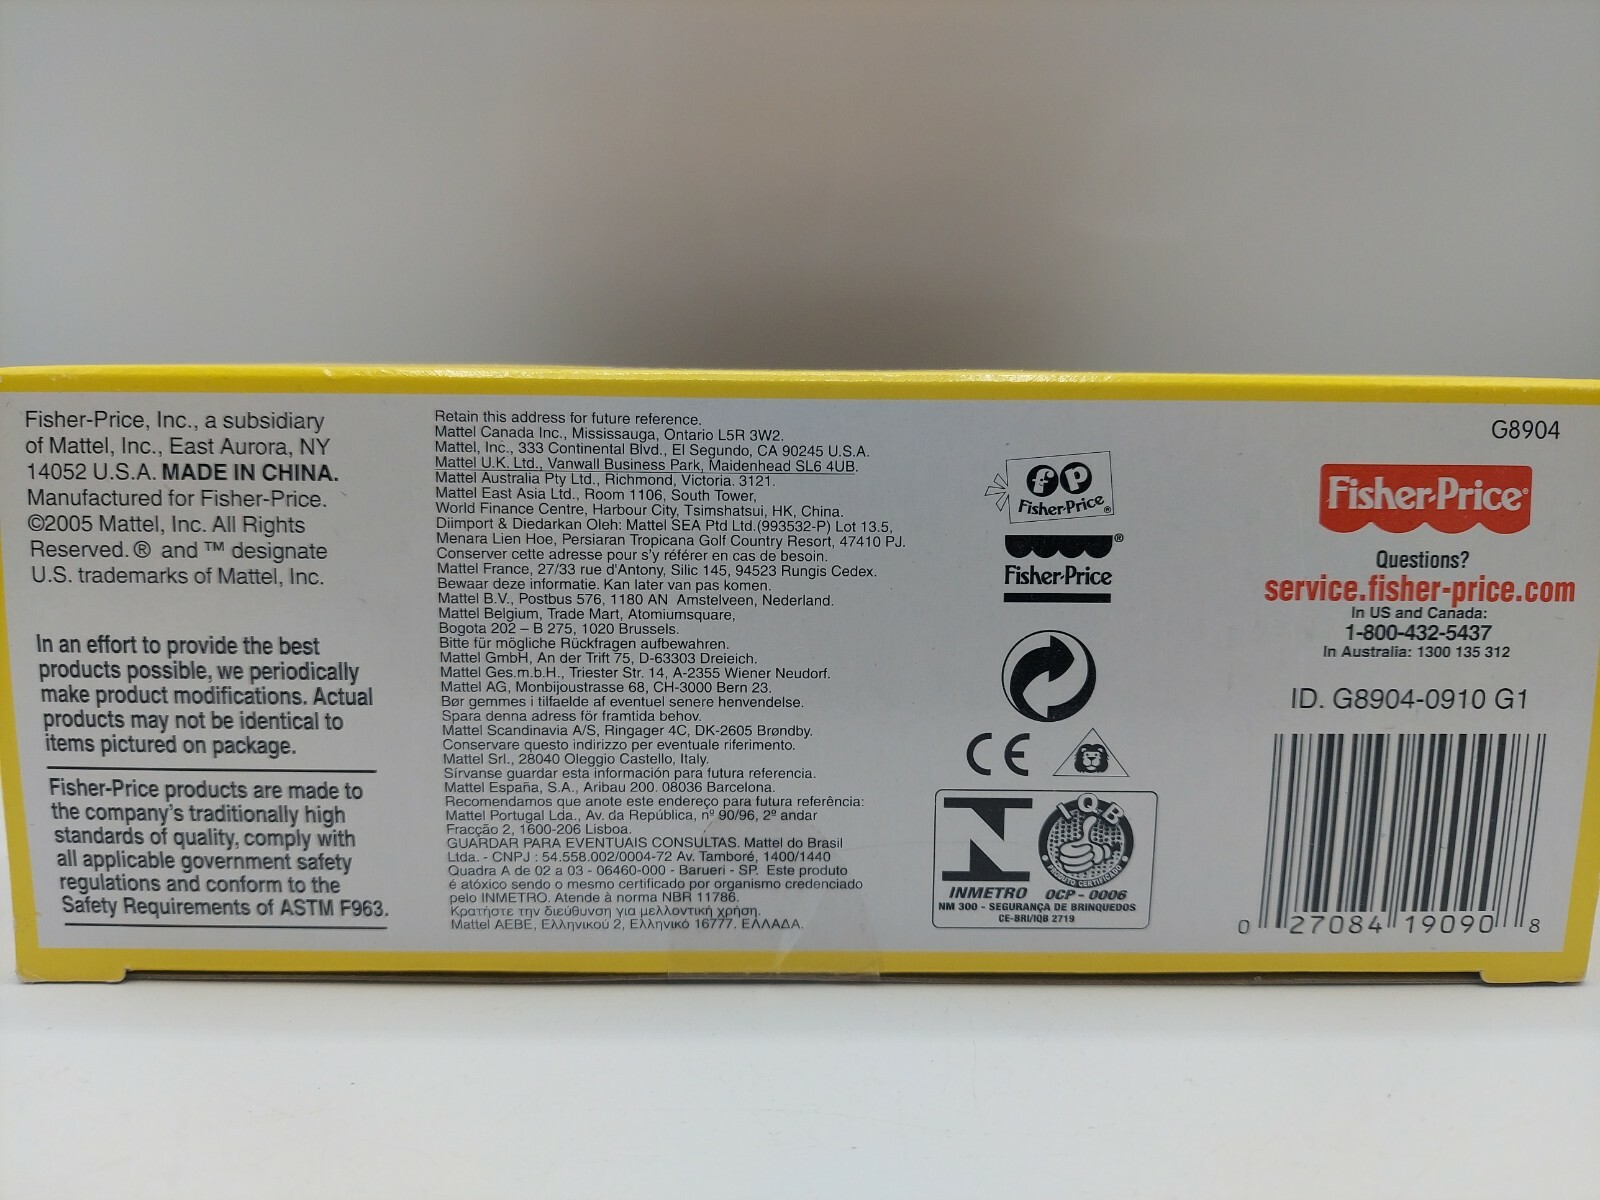 Fisher-Price, Inc., a subsidiary
of Mattel, Inc., East Aurora, NY
14052 U.S.A. MADE IN CHINA.
Manufactured for Fisher-Price.
©2005 Mattel, Inc. All Rights
Reserved. ® and ™ designate
U.S. trademarks of Mattel, Inc.
In an effort to provide the best
products possible, we periodically
make product modifications. Actual
products may not be identical to
items pictured on package.
Fisher-Price products are made to
the company's traditionally high
standards of quality, comply with
all applicable government safety
regulations and conform to the
Safety Requirements of ASTM F963.
Retain this address for future reference.
Mattel Canada Inc., Mississauga, Ontario L5R 3W2.
Mattel, Inc., 333 Continental Blvd., El Segundo, CA 90245 U.S.A.
Mattel U.K. Ltd., Vanwall Business Park, Maidenhead SL6 4UB.
Mattel Australia Pty Ltd., Richmond, Victoria. 3121.
Mattel East Asia Ltd., Room 1106, South Tower,
World Finance Centre, Harbour City, Tsimshatsui, HK, China.
Diimport & Diedarkan Oleh: Mattel SEA Ptd Ltd.(993532-P) Lot 13.5,
Menara Lien Hoe, Persiaran Tropicana Golf Country Resort, 47410 PJ.
Conserver cette adresse pour s'y référer en cas de besoin.
Mattel France, 27/33 rue d'Antony, Silic 145, 94523 Rungis Cedex.
Bewaar deze informatie. Kan later van pas komen.
Mattel B.V., Postbus 576, 1180 AN Amstelveen, Nederland.
Mattel Belgium, Trade Mart, Atomiumsquare,
Bogota 202 – B 275, 1020 Brussels.
Bitte für mögliche Rückfragen aufbewahren.
Mattel GmbH, An der Trift 75, D-63303 Dreieich.
Mattel Ges.m.b.H., Triester Str. 14, A-2355 Wiener Neudorf.
Mattel AG, Monbijoustrasse 68, CH-3000 Bern 23.
Bør gemmes i tilfaelde af eventuel senere henvendelse.
Spara denna adress för framtida behov.
Mattel Scandinavia A/S, Ringager 4C, DK-2605 Brøndby.
Conservare questo indirizzo per eventuale riferimento.
Mattel Srl., 28040 Oleggio Castello, Italy.
Sírvanse guardar esta información para futura referencia.
Mattel España, S.A., Aribau 200. 08036 Barcelona.
Recomendamos que anote este endereço para futura referência:
Mattel Portugal Lda., Av. da República, nº 90/96, 2º andar
Fracção 2, 1600-206 Lisboa.
GUARDAR PARA EVENTUAIS CONSULTAS. Mattel do Brasil
Ltda. - CNPJ : 54.558.002/0004-72 Av. Tamboré, 1400/1440
Quadra A de 02 a 03 - 06460-000 - Barueri - SP. Este produto
é atóxico sendo o mesmo certificado por organismo credenciado
pelo INMETRO. Atende à norma NBR 11786.
Κρατήστε την διεύθυνση για μελλοντική χρήση.
Mattel AEBE, Ελληνικού 2, Ελληνικό 16777. ΕΛΛΑΔΑ.
fp
Fisher-Price®
®
Fisher-Price
CE
IQB
PRODUTO CERTIFICADO
INMETRO OCP - 0006
NM 300 - SEGURANÇA DE BRINQUEDOS
CE-BRI/IQB 2719
G8904
Fisher-Price®
Questions?
service.fisher-price.com
In US and Canada:
1-800-432-5437
In Australia: 1300 135 312
ID. G8904-0910 G1
0 27084 19090 8